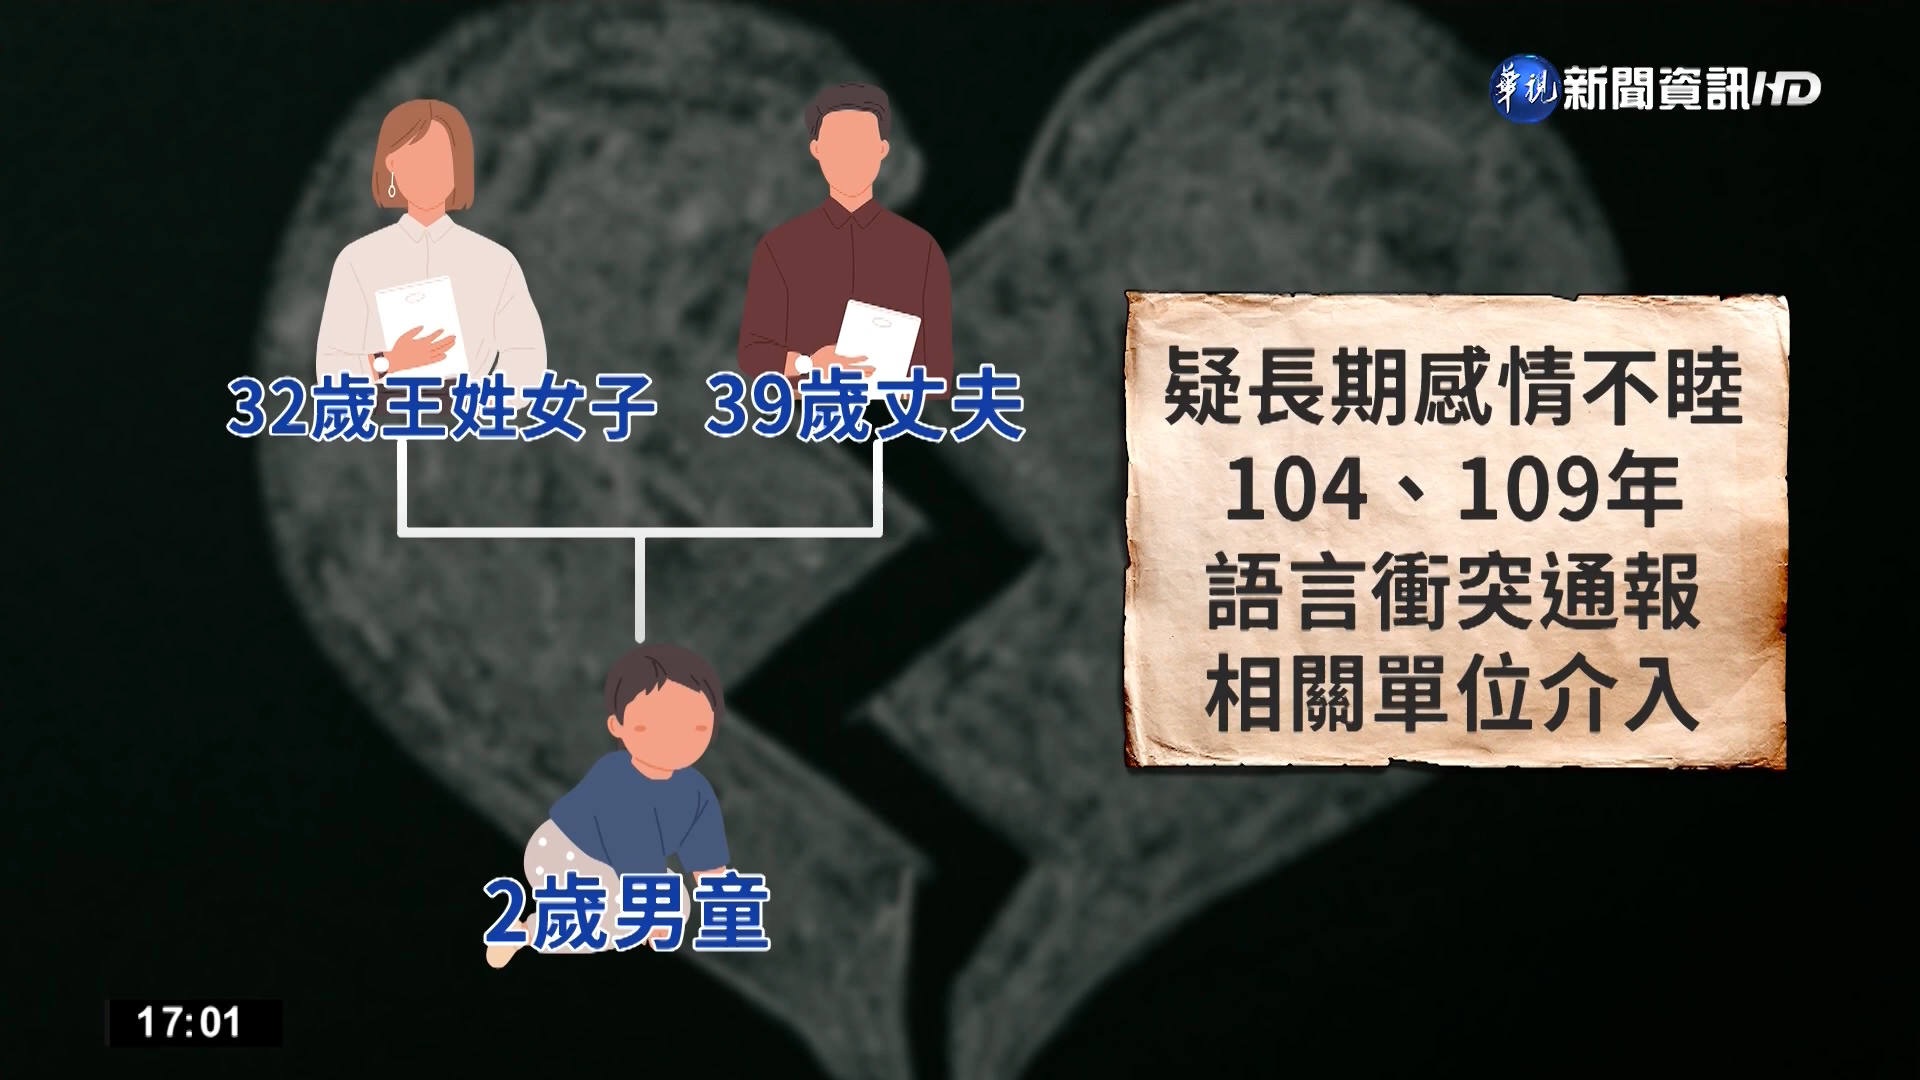 華視新聞資訊HD
32歲王姓女子
39歲丈夫
疑長期感情不睦
104、109年
語言衝突通報
相關單位介入
2歲男童
17:01